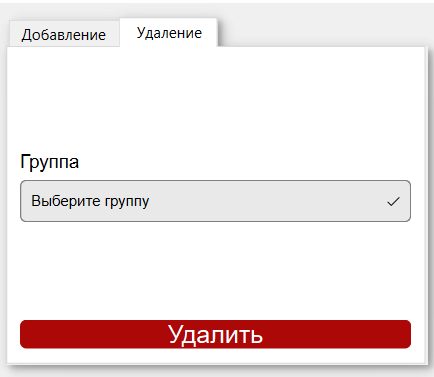 Добавление
Удаление
Группа
Выберите группу
Удалить